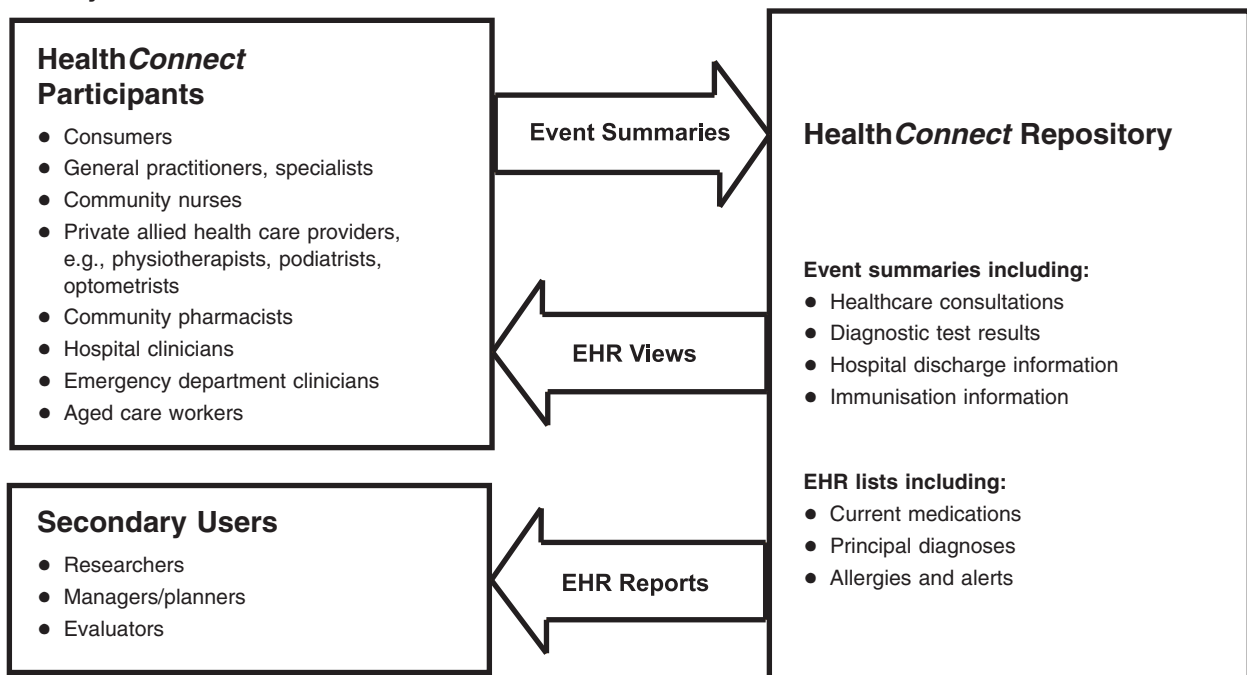 Health Connect
Participants
● Consumers
● General practitioners, specialists
● Community nurses
● Private allied health care providers,
e.g., physiotherapists, podiatrists,
optometrists
● Community pharmacists
● Hospital clinicians
● Emergency department clinicians
● Aged care workers
Event Summaries
EHR Views
Health Connect Repository
Event summaries including:
● Healthcare consultations
● Diagnostic test results
● Hospital discharge information
● Immunisation information
EHR lists including:
● Current medications
● Principal diagnoses
● Allergies and alerts
Secondary Users
● Researchers
● Managers/planners
● Evaluators
EHR Reports